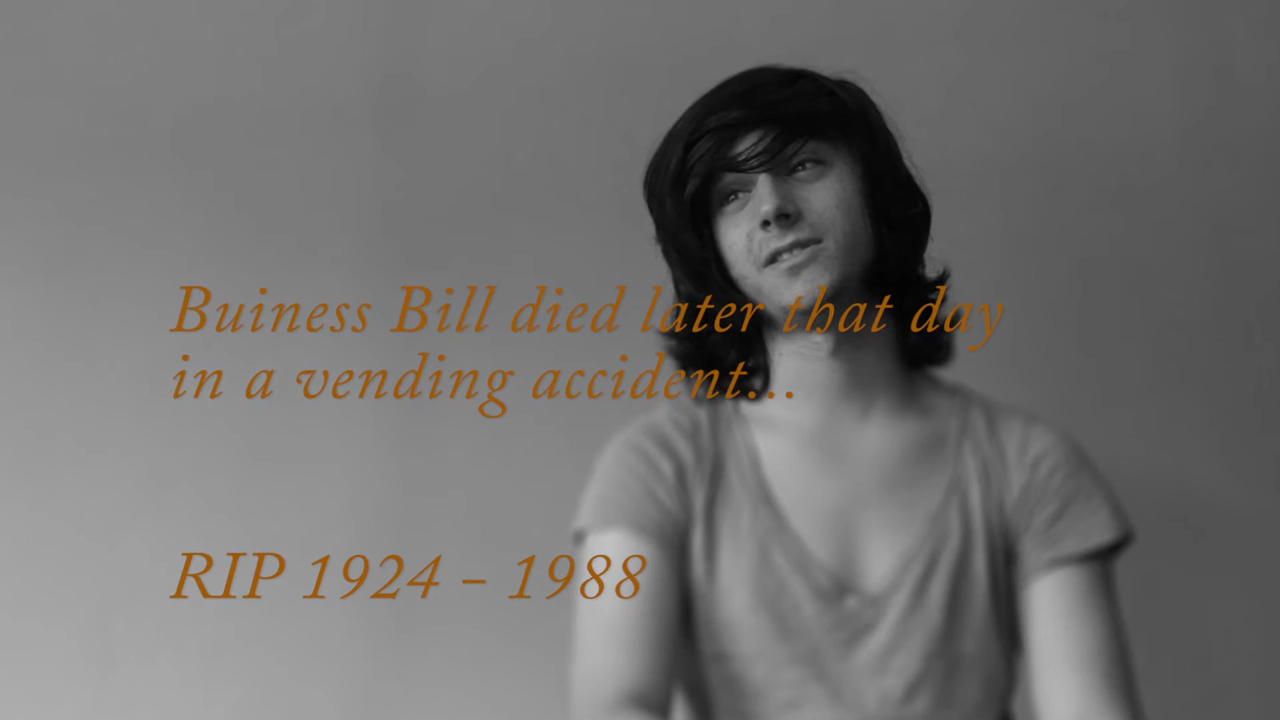 Buiness Bill died later that day
in a vending accident...
RIP 1924 - 1988